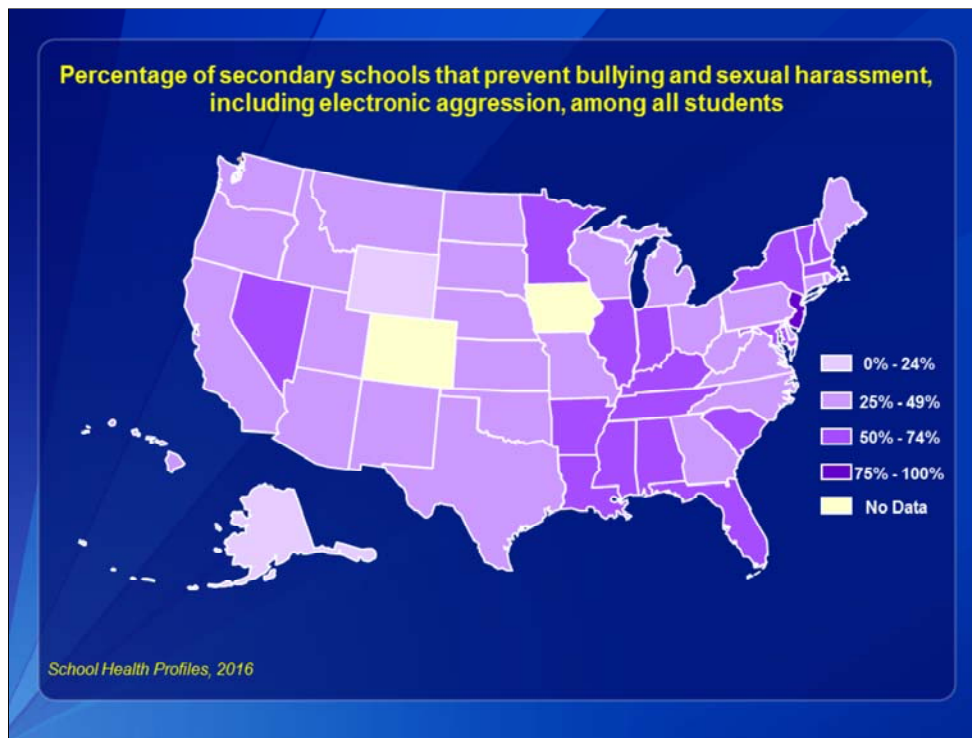 Percentage of secondary schools that prevent bullying and sexual harassment,
including electronic aggression, among all students
0% - 24%
25% - 49%
50% - 74%
75% - 100%
No Data
School Health Profiles, 2016